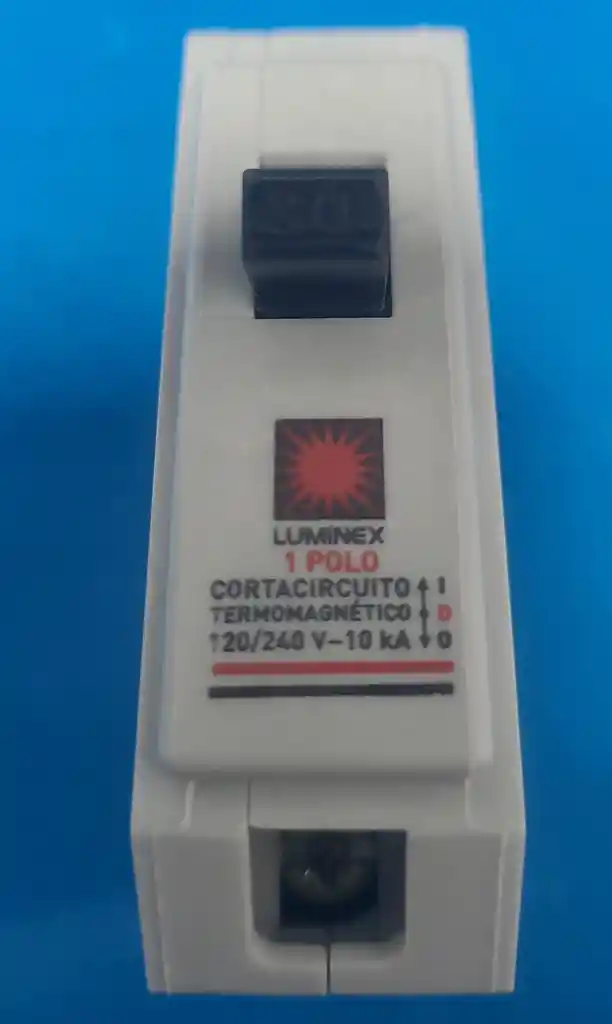 LUMINEX
1 POLO
CORTACIRCUITO I
TERMOMAGNÉTICO D
120/240 V-10 kA O